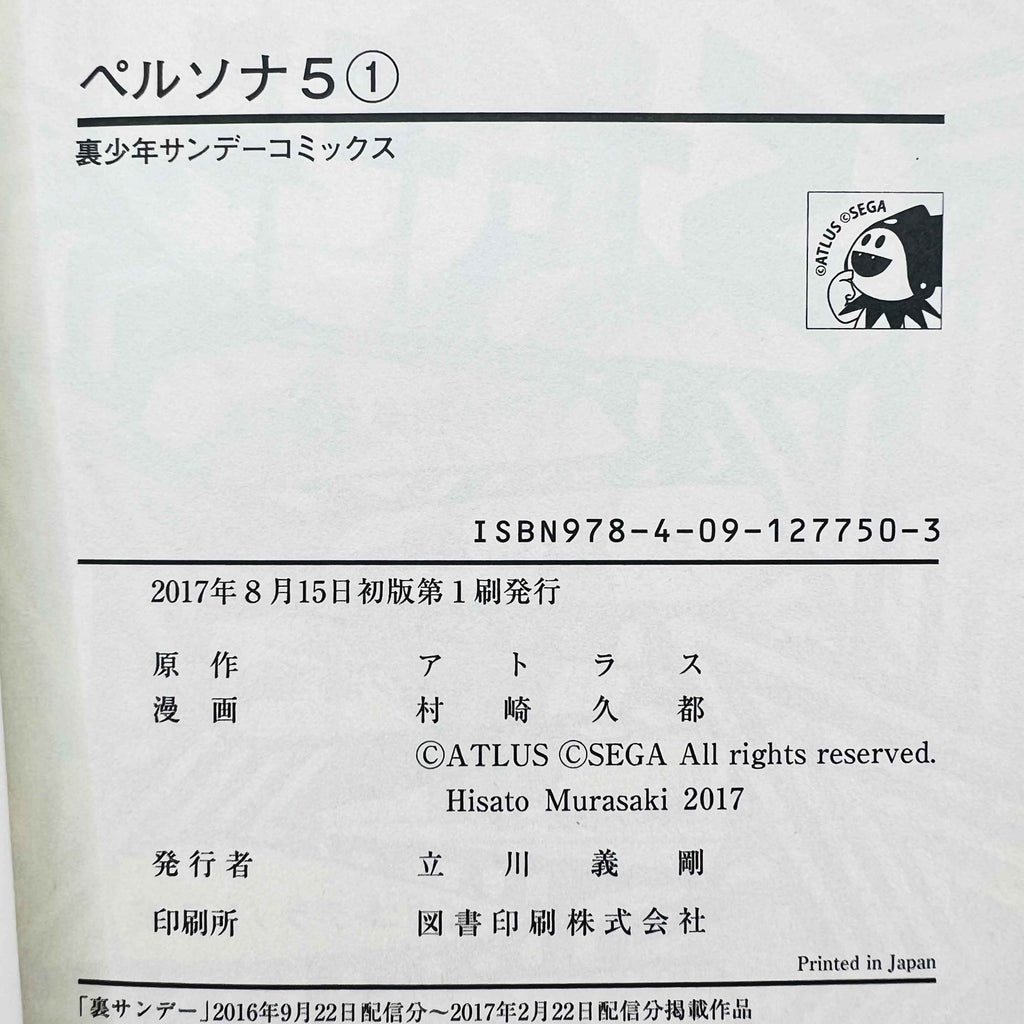 ペルソナ5①
裏少年サンデーコミックス
©ATLUS ©SEGA
ISBN978-4-09-127750-3
2017年8月15日初版第1刷発行
原作 アトラス
漫画 村崎久都
©ATLUS ©SEGA All rights reserved.
Hisato Murasaki 2017
発行者 立川義剛
印刷所 図書印刷株式会社
Printed in Japan
「裏サンデー」2016年9月22日配信分～2017年2月22日配信分掲載作品